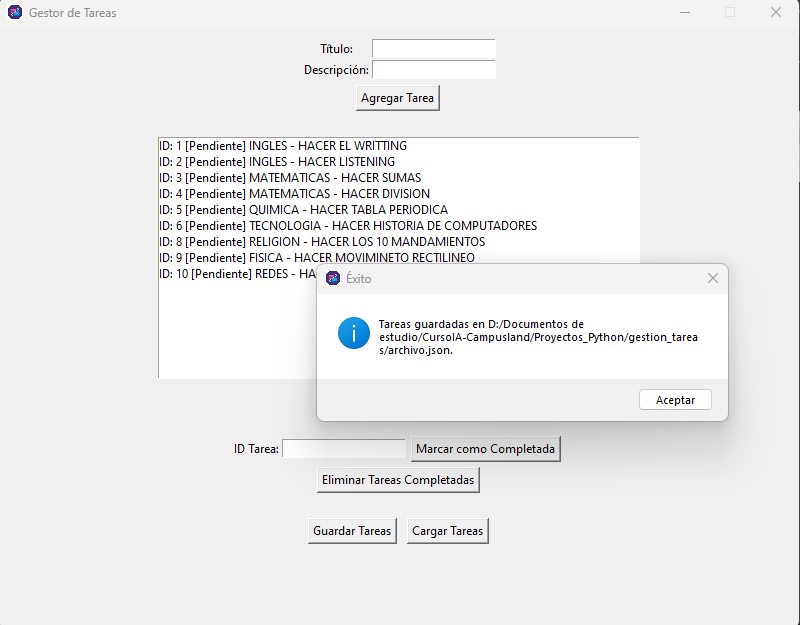 Gestor de Tareas
Título:
Descripción:
Agregar Tarea
ID: 1 [Pendiente] INGLES - HACER EL WRITTING
ID: 2 [Pendiente] INGLES - HACER LISTENING
ID: 3 [Pendiente] MATEMATICAS - HACER SUMAS
ID: 4 [Pendiente] MATEMATICAS - HACER DIVISION
ID: 5 [Pendiente] QUIMICA - HACER TABLA PERIODICA
ID: 6 [Pendiente] TECNOLOGIA - HACER HISTORIA DE COMPUTADORES
ID: 8 [Pendiente] RELIGION - HACER LOS 10 MANDAMIENTOS
ID: 9 [Pendiente] FISICA - HACER MOVIMINETO RECTILINEO
ID: 10 [Pendiente] REDES - HA
Éxito
Tareas guardadas en D:/Documentos de
estudio/CursoIA-Campusland/Proyectos_Python/gestion_tarea
s/archivo.json.
Aceptar
ID Tarea:
Marcar como Completada
Eliminar Tareas Completadas
Guardar Tareas
Cargar Tareas